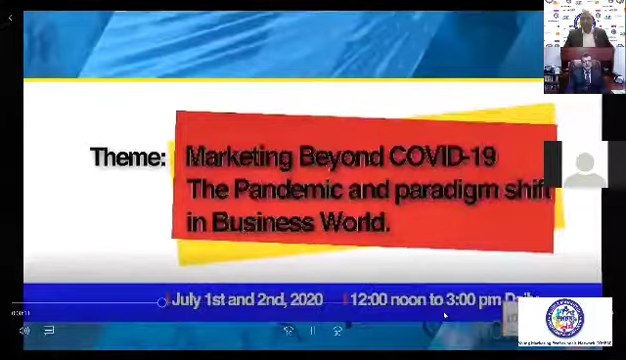 Theme: Marketing Beyond COVID-19
The Pandemic and paradigm shift
in Business World.
July 1st and 2nd, 2020 12:00 noon to 3:00 pm Daily